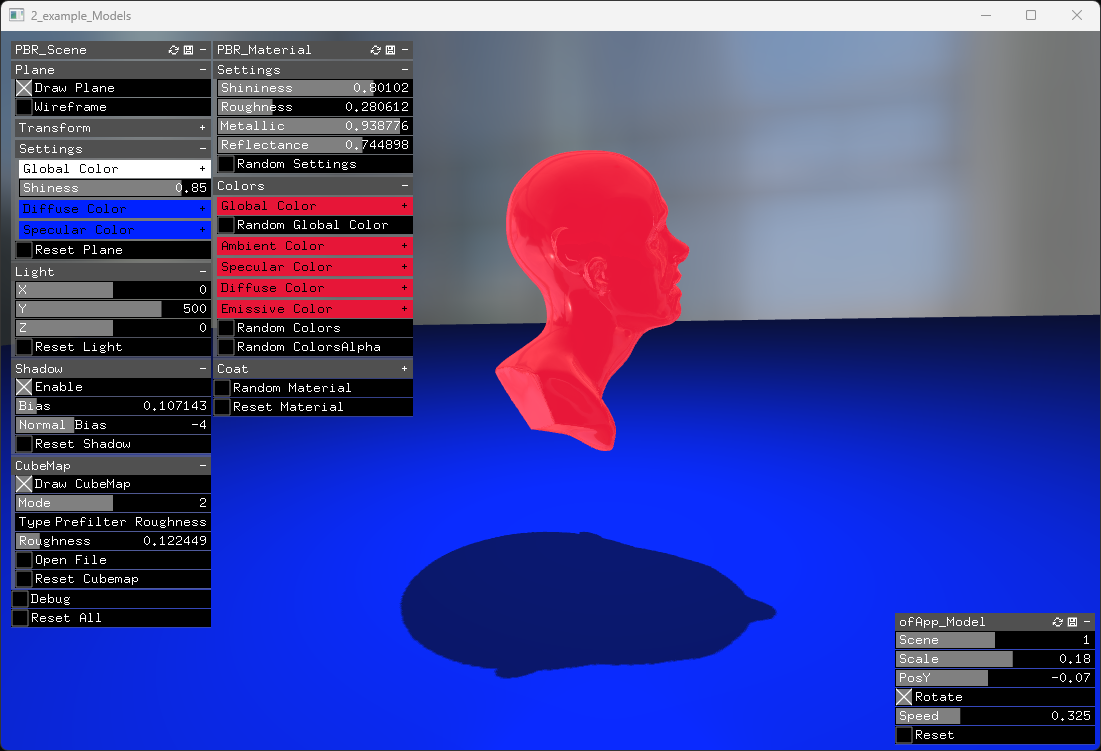 2_example_Models
PBR_Scene
Plane
Draw Plane
Wireframe
Transform +
Settings
Global Color +
Shiness 0.85
Diffuse Color +
Specular Color +
Reset Plane
Light
X 0
Y 500
Z 0
Reset Light
Shadow
Enable
Bias 0.107143
Normal Bias -4
Reset Shadow
CubeMap
Draw CubeMap
Mode 2
Type Prefilter Roughness
Roughness 0.122449
Open File
Reset Cubemap
Debug
Reset All
PBR_Material
Settings
Shininess 0.80102
Roughness 0.280612
Metallic 0.938776
Reflectance 0.744898
Random Settings
Colors
Global Color +
Random Global Color
Ambient Color +
Specular Color +
Diffuse Color +
Emissive Color +
Random Colors
Random ColorsAlpha
Coat +
Random Material
Reset Material
ofApp_Model
Scene 1
Scale 0.18
PosY -0.07
Rotate
Speed 0.325
Reset